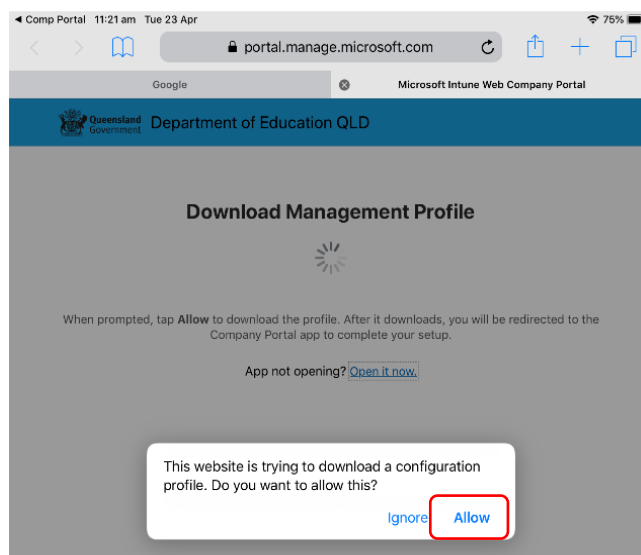 Comp Portal 11:21 am Tue 23 Apr 75%
portal.manage.microsoft.com
Google Microsoft Intune Web Company Portal
Queensland
Government
Department of Education QLD
Download Management Profile
When prompted, tap Allow to download the profile. After it downloads, you will be redirected to the
Company Portal app to complete your setup.
App not opening? Open it now.
This website is trying to download a configuration
profile. Do you want to allow this?
Ignore Allow